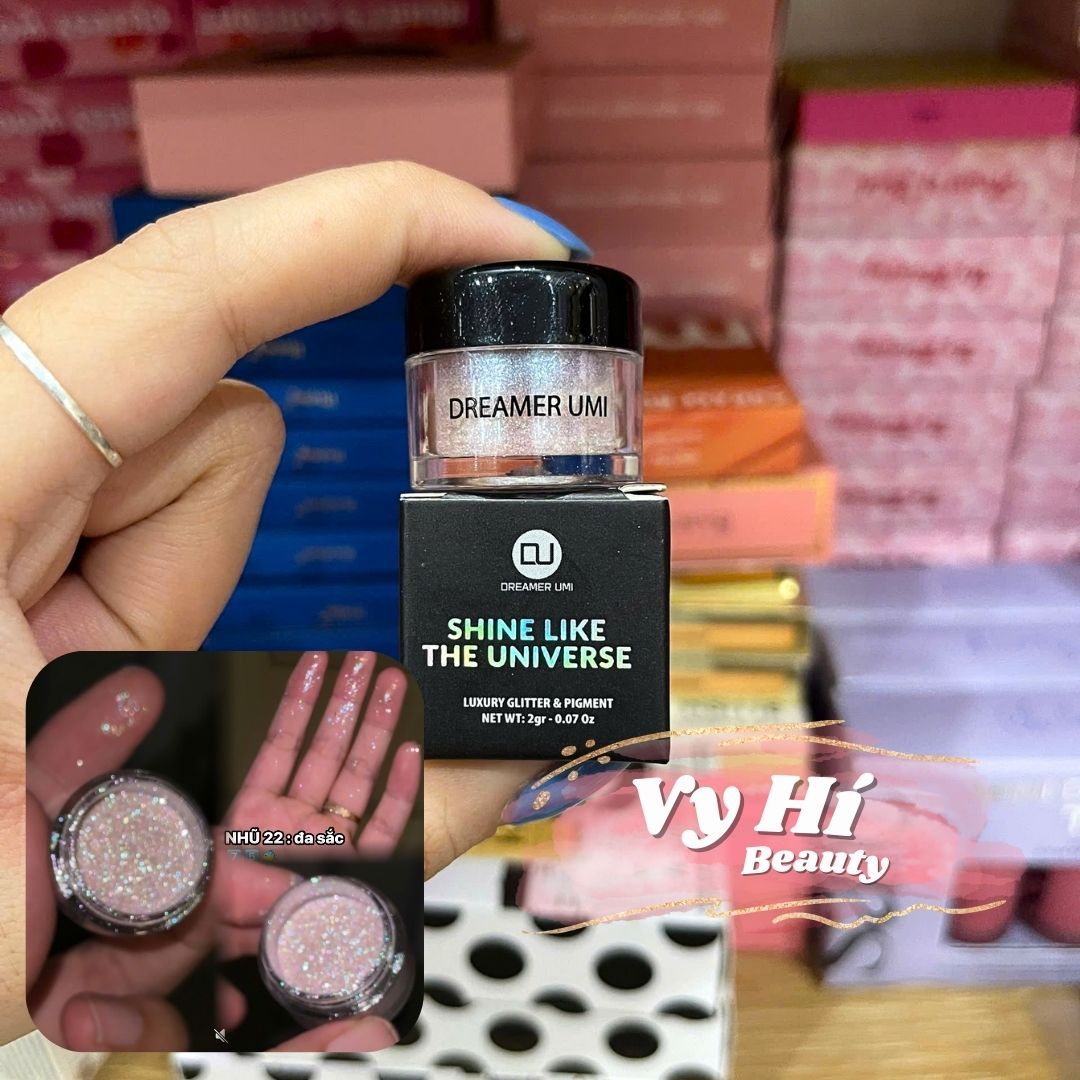 DREAMER UMI
DU
DREAMER UMI
SHINE LIKE
THE UNIVERSE
LUXURY GLITTER & PIGMENT
NET WT: 2gr - 0.07 Oz
NHŨ 22 : đa sắc
Vy Hí
Beauty